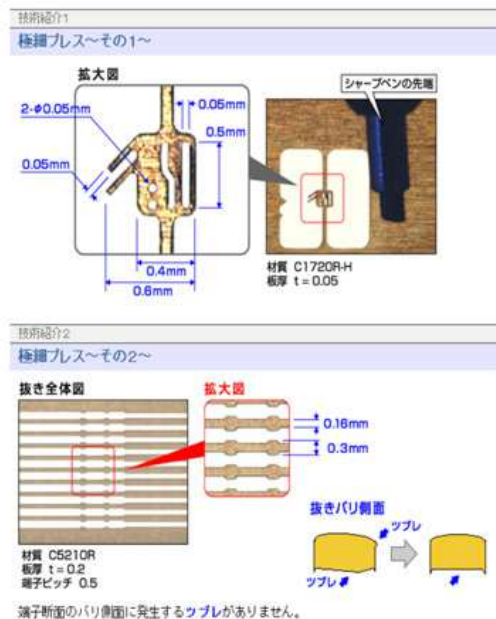 技術紹介1
極細プレス～その1～
拡大図
シャープペンの先端
2-φ0.05mm
0.05mm
0.5mm
0.05mm
0.4mm
0.6mm
材質 C1720R-H
板厚 t=0.05
技術紹介2
極細プレス～その2～
抜き全体図
拡大図
0.16mm
0.3mm
抜きバリ側面
ツブレ
ツブレ
材質 C5210R
板厚 t=0.2
端子ピッチ 0.5
端子断面のバリ側面に発生するツブレがありません。